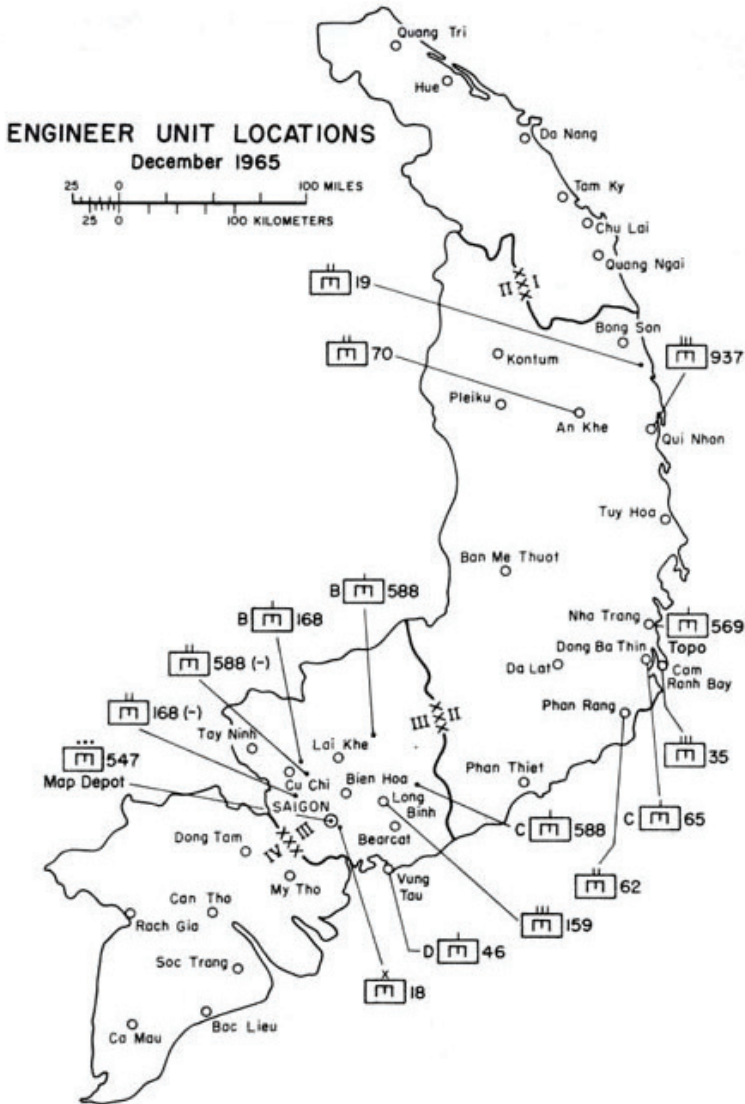 Quang Tri
Hue
ENGINEER UNIT LOCATIONS
December 1965
Da Nang
25 0 100 MILES
25 0 100 KILOMETERS
Tam Ky
Chu Lai
Quang Ngai
XXX
II I
19
Bong Son
70
Kontum
937
Pleiku
An Khe
Qui Nhon
Tuy Hoa
Ban Me Thuot
B 588
B 168
Nha Trang
569
Topo
588 (-)
Dong Ba Thin
Da Lat
Cam
Ranh Bay
168 (-)
XXX
III II
Phan Rang
Tay Ninh
Lai Khe
547
Map Depot
35
Cu Chi
Bien Hoa
Phan Thiet
SAIGON
Long
Binh
C 588
C 65
XXX
IV III
Dong Tam
Bearcat
My Tho
Vung
Tau
62
Can Tho
Rach Gia
159
D 46
Soc Trang
X
18
Bac Lieu
Ca Mau